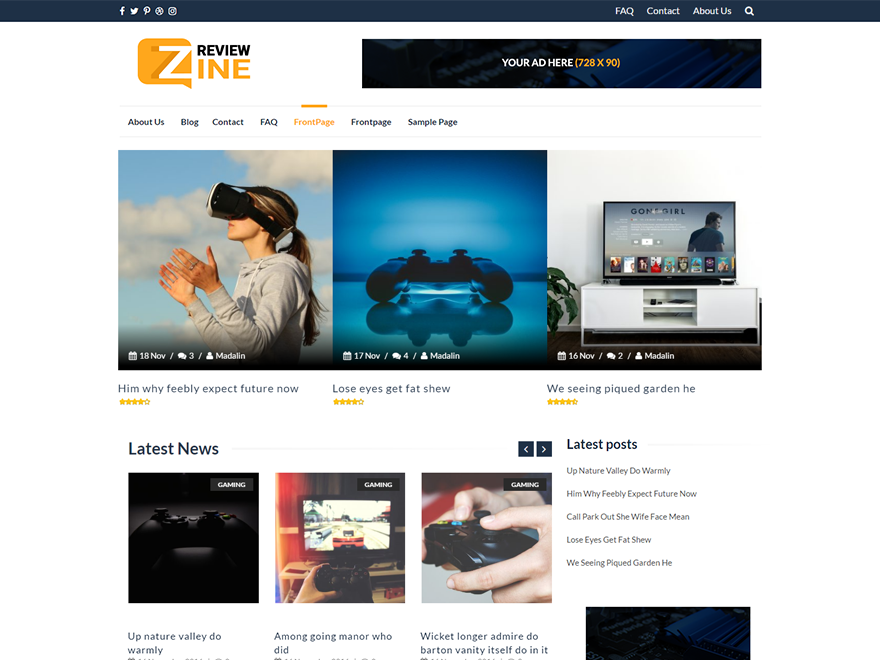 FAQ Contact About Us
REVIEW
ZINE
YOUR AD HERE (728 X 90)
About Us Blog Contact FAQ FrontPage Frontpage Sample Page
GONE GIRL
18 Nov / 3 / Madalin
17 Nov / 4 / Madalin
16 Nov / 2 / Madalin
Him why feebly expect future now
Lose eyes get fat shew
We seeing piqued garden he
Latest News
GAMING
GAMING
GAMING
Up nature valley do
warmly
Among going manor who
did
Wicket longer admire do
barton vanity itself do in it
Latest posts
Up Nature Valley Do Warmly
Him Why Feebly Expect Future Now
Call Park Out She Wife Face Mean
Lose Eyes Get Fat Shew
We Seeing Piqued Garden He